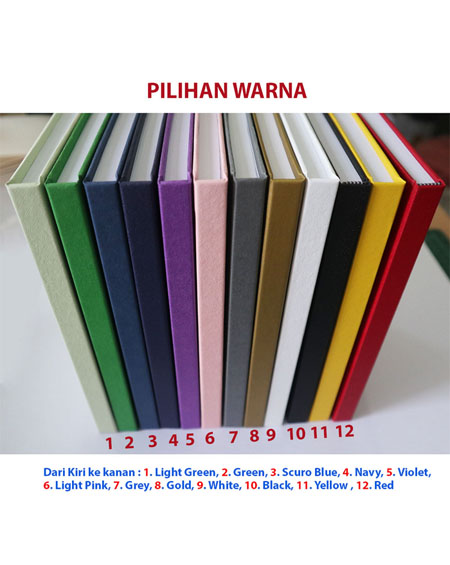 PILIHAN WARNA
1 2 3 4 5 6 7 8 9 10 11 12
Dari Kiri ke kanan : 1. Light Green, 2. Green, 3. Scuro Blue, 4. Navy, 5. Violet,
6. Light Pink, 7. Grey, 8. Gold, 9. White, 10. Black, 11. Yellow , 12. Red